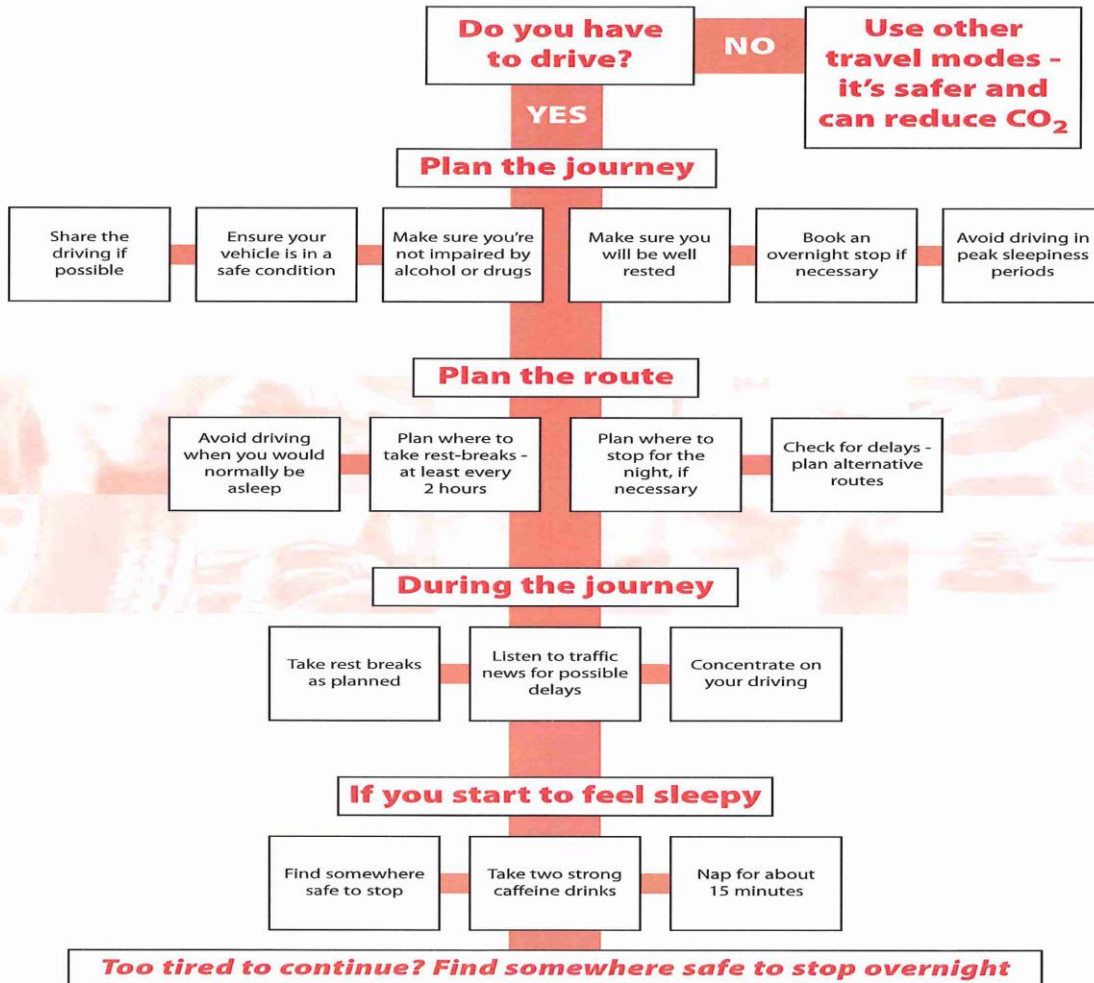 Do you have
to drive?
NO
Use other
travel modes -
it's safer and
can reduce CO₂
YES
Plan the journey
Share the
driving if
possible
Ensure your
vehicle is in a
safe condition
Make sure you're
not impaired by
alcohol or drugs
Make sure you
will be well
rested
Book an
overnight stop if
necessary
Avoid driving in
peak sleepiness
periods
Plan the route
Avoid driving
when you would
normally be
asleep
Plan where to
take rest-breaks -
at least every
2 hours
Plan where to
stop for the
night, if
necessary
Check for delays -
plan alternative
routes
During the journey
Take rest breaks
as planned
Listen to traffic
news for possible
delays
Concentrate on
your driving
If you start to feel sleepy
Find somewhere
safe to stop
Take two strong
caffeine drinks
Nap for about
15 minutes
Too tired to continue? Find somewhere safe to stop overnight